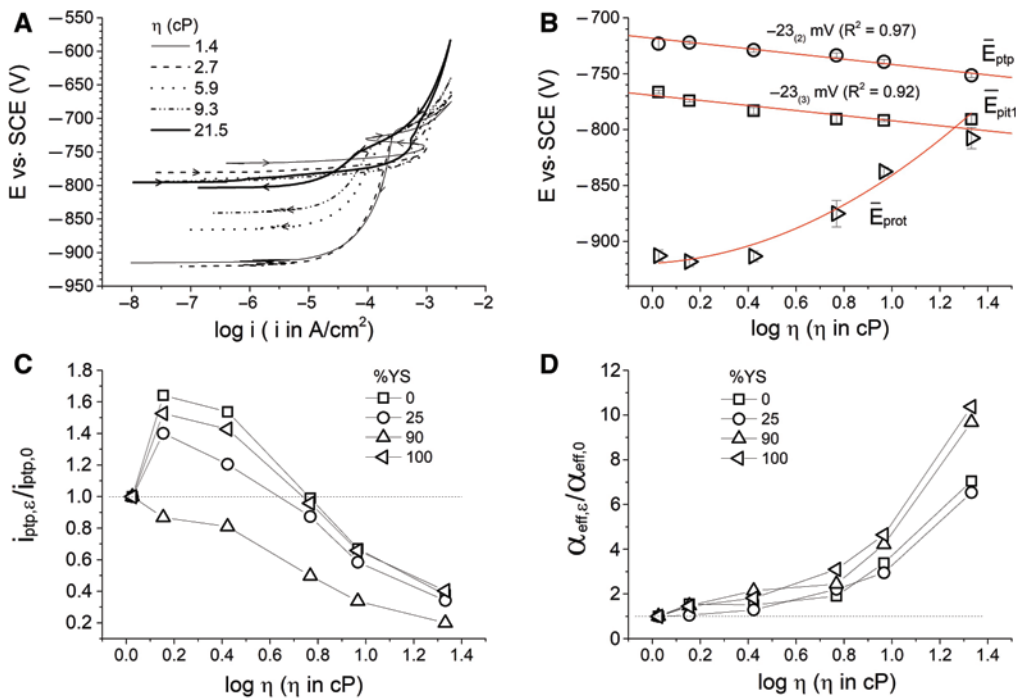 A
η (cP)
1.4
2.7
5.9
9.3
21.5
−550
−600
−650
−700
−750
−800
−850
−900
−950
E vs· SCE (V)
−8 −7 −6 −5 −4 −3 −2
log i ( i in A/cm²)
B
−23(2) mV (R² = 0.97)
E̅ptp
−23(3) mV (R² = 0.92)
E̅pit1
E̅prot
−700
−750
−800
−850
−900
E vs· SCE (V)
0.0 0.2 0.4 0.6 0.8 1.0 1.2 1.4
log η (η in cP)
C
%YS
0
25
90
100
1.8
1.6
1.4
1.2
1.0
0.8
0.6
0.4
0.2
iptp,ε/iptp,0
0.0 0.2 0.4 0.6 0.8 1.0 1.2 1.4
log η (η in cP)
D
%YS
0
25
90
100
12
10
8
6
4
2
0
αeff,ε/αeff,0
0.0 0.2 0.4 0.6 0.8 1.0 1.2 1.4
log η (η in cP)